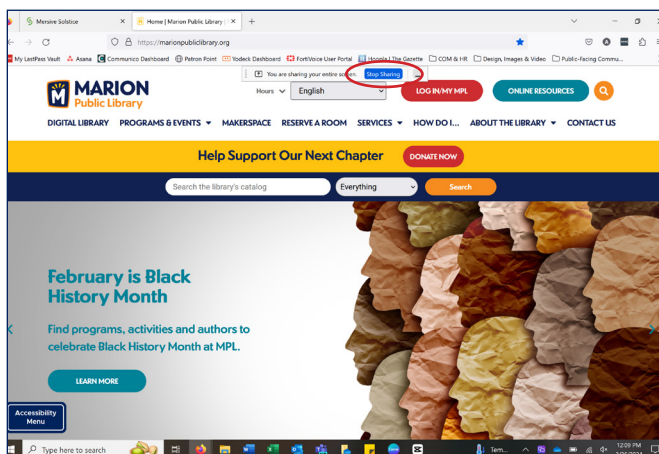 Mersive Solstice
Home | Marion Public Library |
https://marionpubliclibrary.org
My LastPass Vault Asana Communico Dashboard Patron Point Yodeck Dashboard FortiVoice User Portal Hoopla | The Gazette COM & HR Design, Images & Video Public-Facing Commu...
You are sharing your entire screen. Stop Sharing
MARION
Public Library
Hours English LOG IN/MY MPL ONLINE RESOURCES
DIGITAL LIBRARY PROGRAMS & EVENTS MAKERSPACE RESERVE A ROOM SERVICES HOW DO I... ABOUT THE LIBRARY CONTACT US
Help Support Our Next Chapter DONATE NOW
Search the library's catalog Everything Search
February is Black
History Month
Find programs, activities and authors to
celebrate Black History Month at MPL.
LEARN MORE
Accessibility
Menu
Type here to search Tem... 12:09 PM